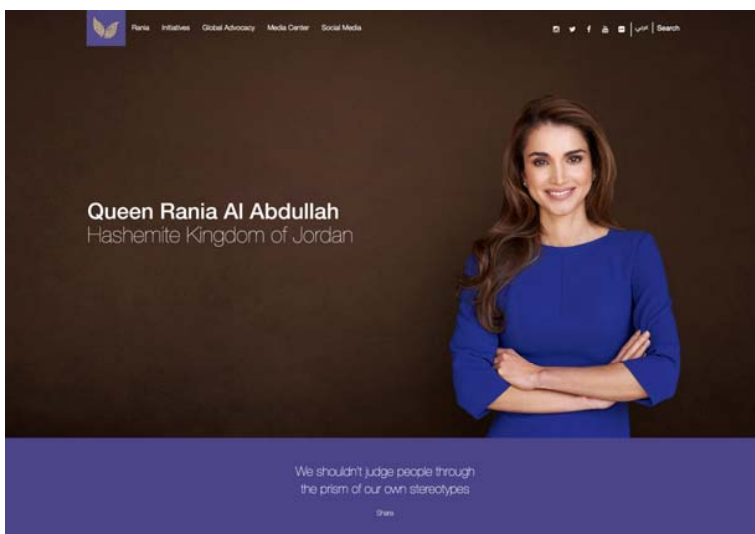 Rania Initiatives Global Advocacy Media Center Social Media
عربي Search
Queen Rania Al Abdullah
Hashemite Kingdom of Jordan
We shouldn't judge people through
the prism of our own stereotypes
Share